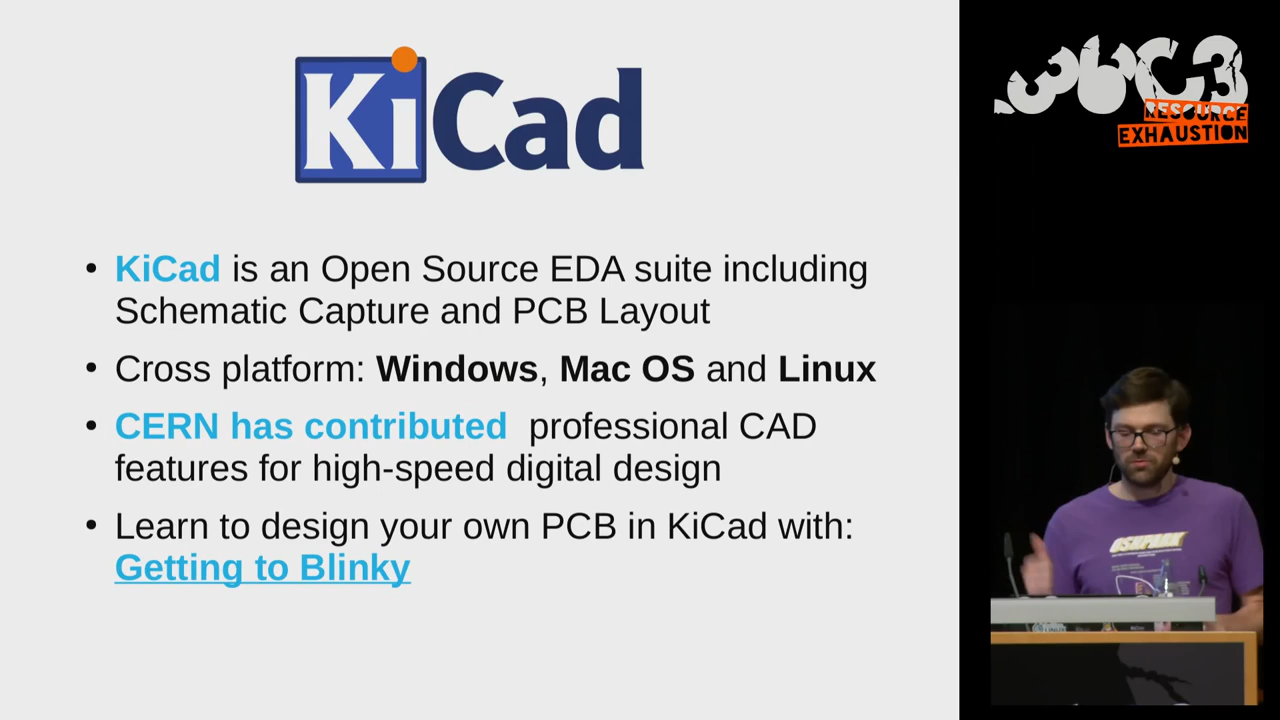 KiCad
• KiCad is an Open Source EDA suite including
Schematic Capture and PCB Layout
• Cross platform: Windows, Mac OS and Linux
• CERN has contributed professional CAD
features for high-speed digital design
• Learn to design your own PCB in KiCad with:
Getting to Blinky
36C3
RESOURCE
EXHAUSTION
OSHPARK